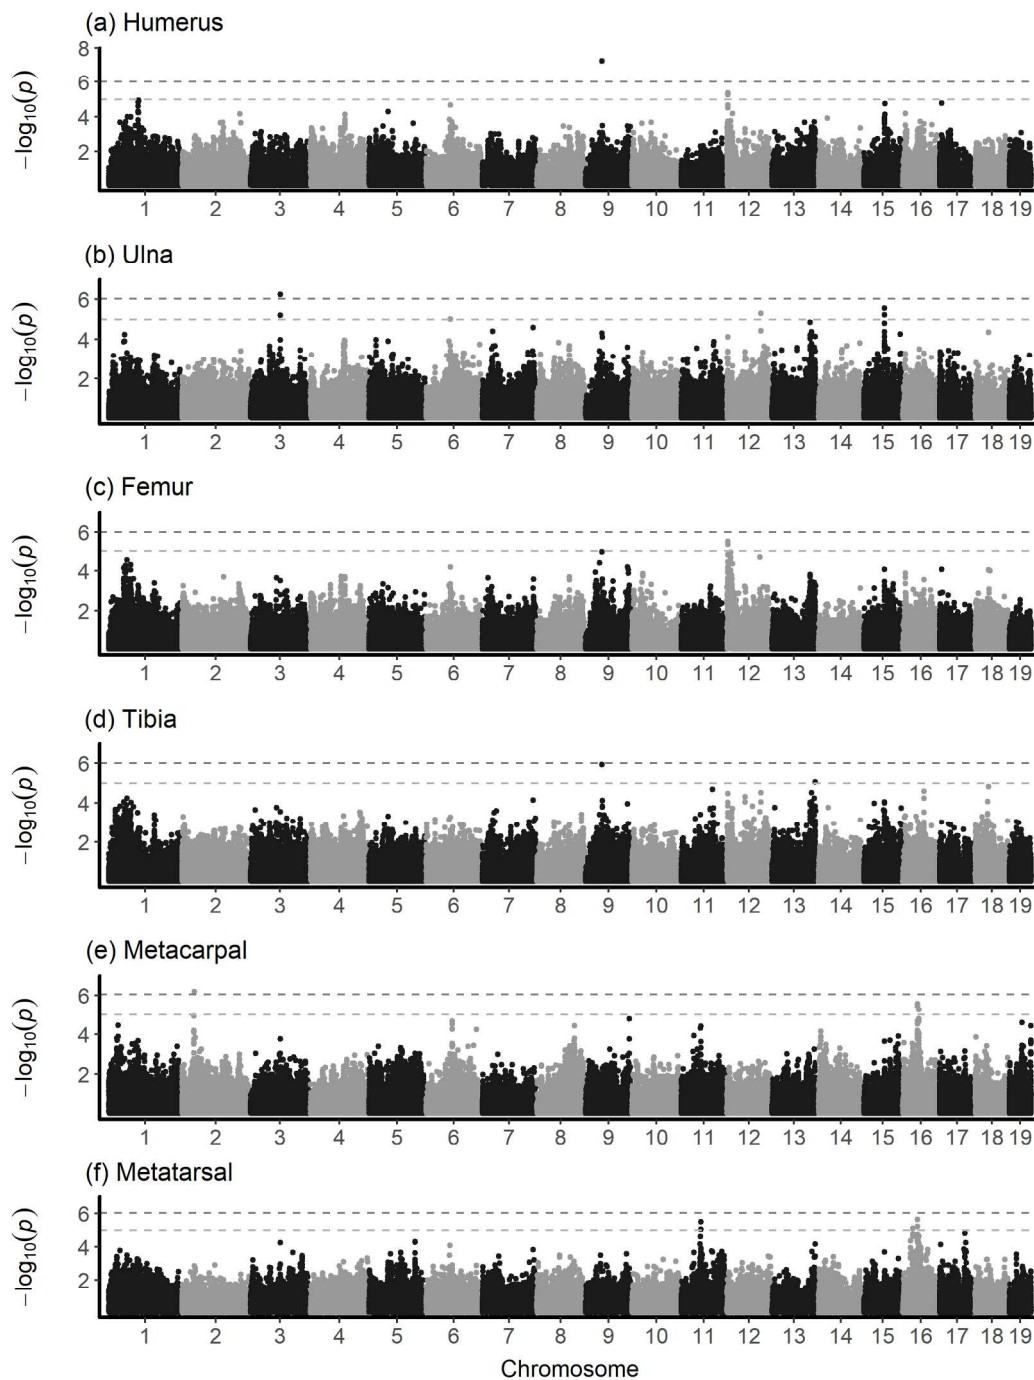 (a) Humerus
8
6
4
2
−log10(p)
1 2 3 4 5 6 7 8 9 10 11 12 13 14 15 16 17 18 19
(b) Ulna
6
4
2
−log10(p)
1 2 3 4 5 6 7 8 9 10 11 12 13 14 15 16 17 18 19
(c) Femur
6
4
2
−log10(p)
1 2 3 4 5 6 7 8 9 10 11 12 13 14 15 16 17 18 19
(d) Tibia
6
4
2
−log10(p)
1 2 3 4 5 6 7 8 9 10 11 12 13 14 15 16 17 18 19
(e) Metacarpal
6
4
2
−log10(p)
1 2 3 4 5 6 7 8 9 10 11 12 13 14 15 16 17 18 19
(f) Metatarsal
6
4
2
−log10(p)
1 2 3 4 5 6 7 8 9 10 11 12 13 14 15 16 17 18 19
Chromosome